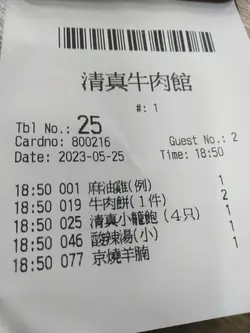 清真牛肉館
#: 1
Tbl No.: 25
Cardno: 800216
Guest No.: 2
Date: 2023-05-25
Time: 18:50
18:50 001 麻油雞(例) 1
18:50 019 牛肉餅(1件) 2
18:50 025 清真小籠飽(4只) 1
18:50 046 酸辣湯(小) 1
18:50 077 京燒羊腩 1